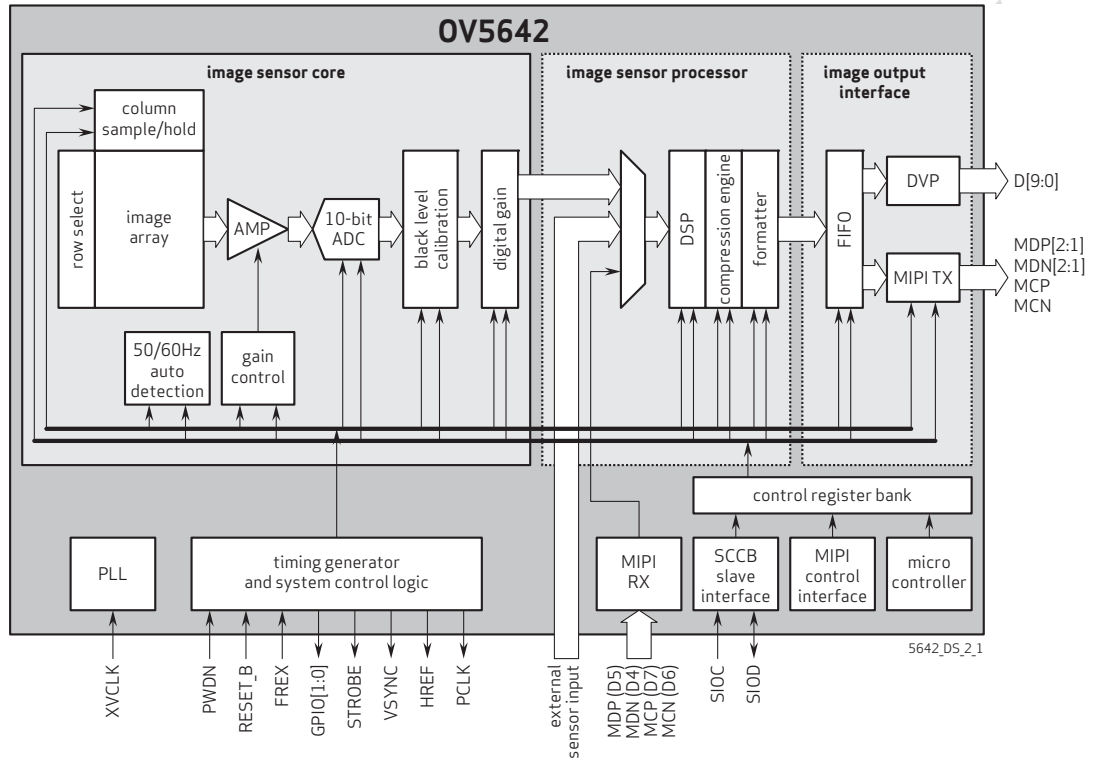 OV5642
image sensor core
image sensor processor
image output
interface
column
sample/hold
row select
image
array
AMP
10-bit
ADC
black level
calibration
digital gain
DSP
compression engine
formatter
FIFO
DVP
MIPI TX
D[9:0]
MDP[2:1]
MDN[2:1]
MCP
MCN
50/60Hz
auto
detection
gain
control
control register bank
PLL
timing generator
and system control logic
MIPI
RX
SCCB
slave
interface
MIPI
control
interface
micro
controller
5642_DS_2_1
XVCLK
PWDN
RESET_B
FREX
GPIO[1:0]
STROBE
VSYNC
HREF
PCLK
external
sensor input
MDP (D5)
MDN (D4)
MCP (D7)
MCN (D6)
SIOC
SIOD